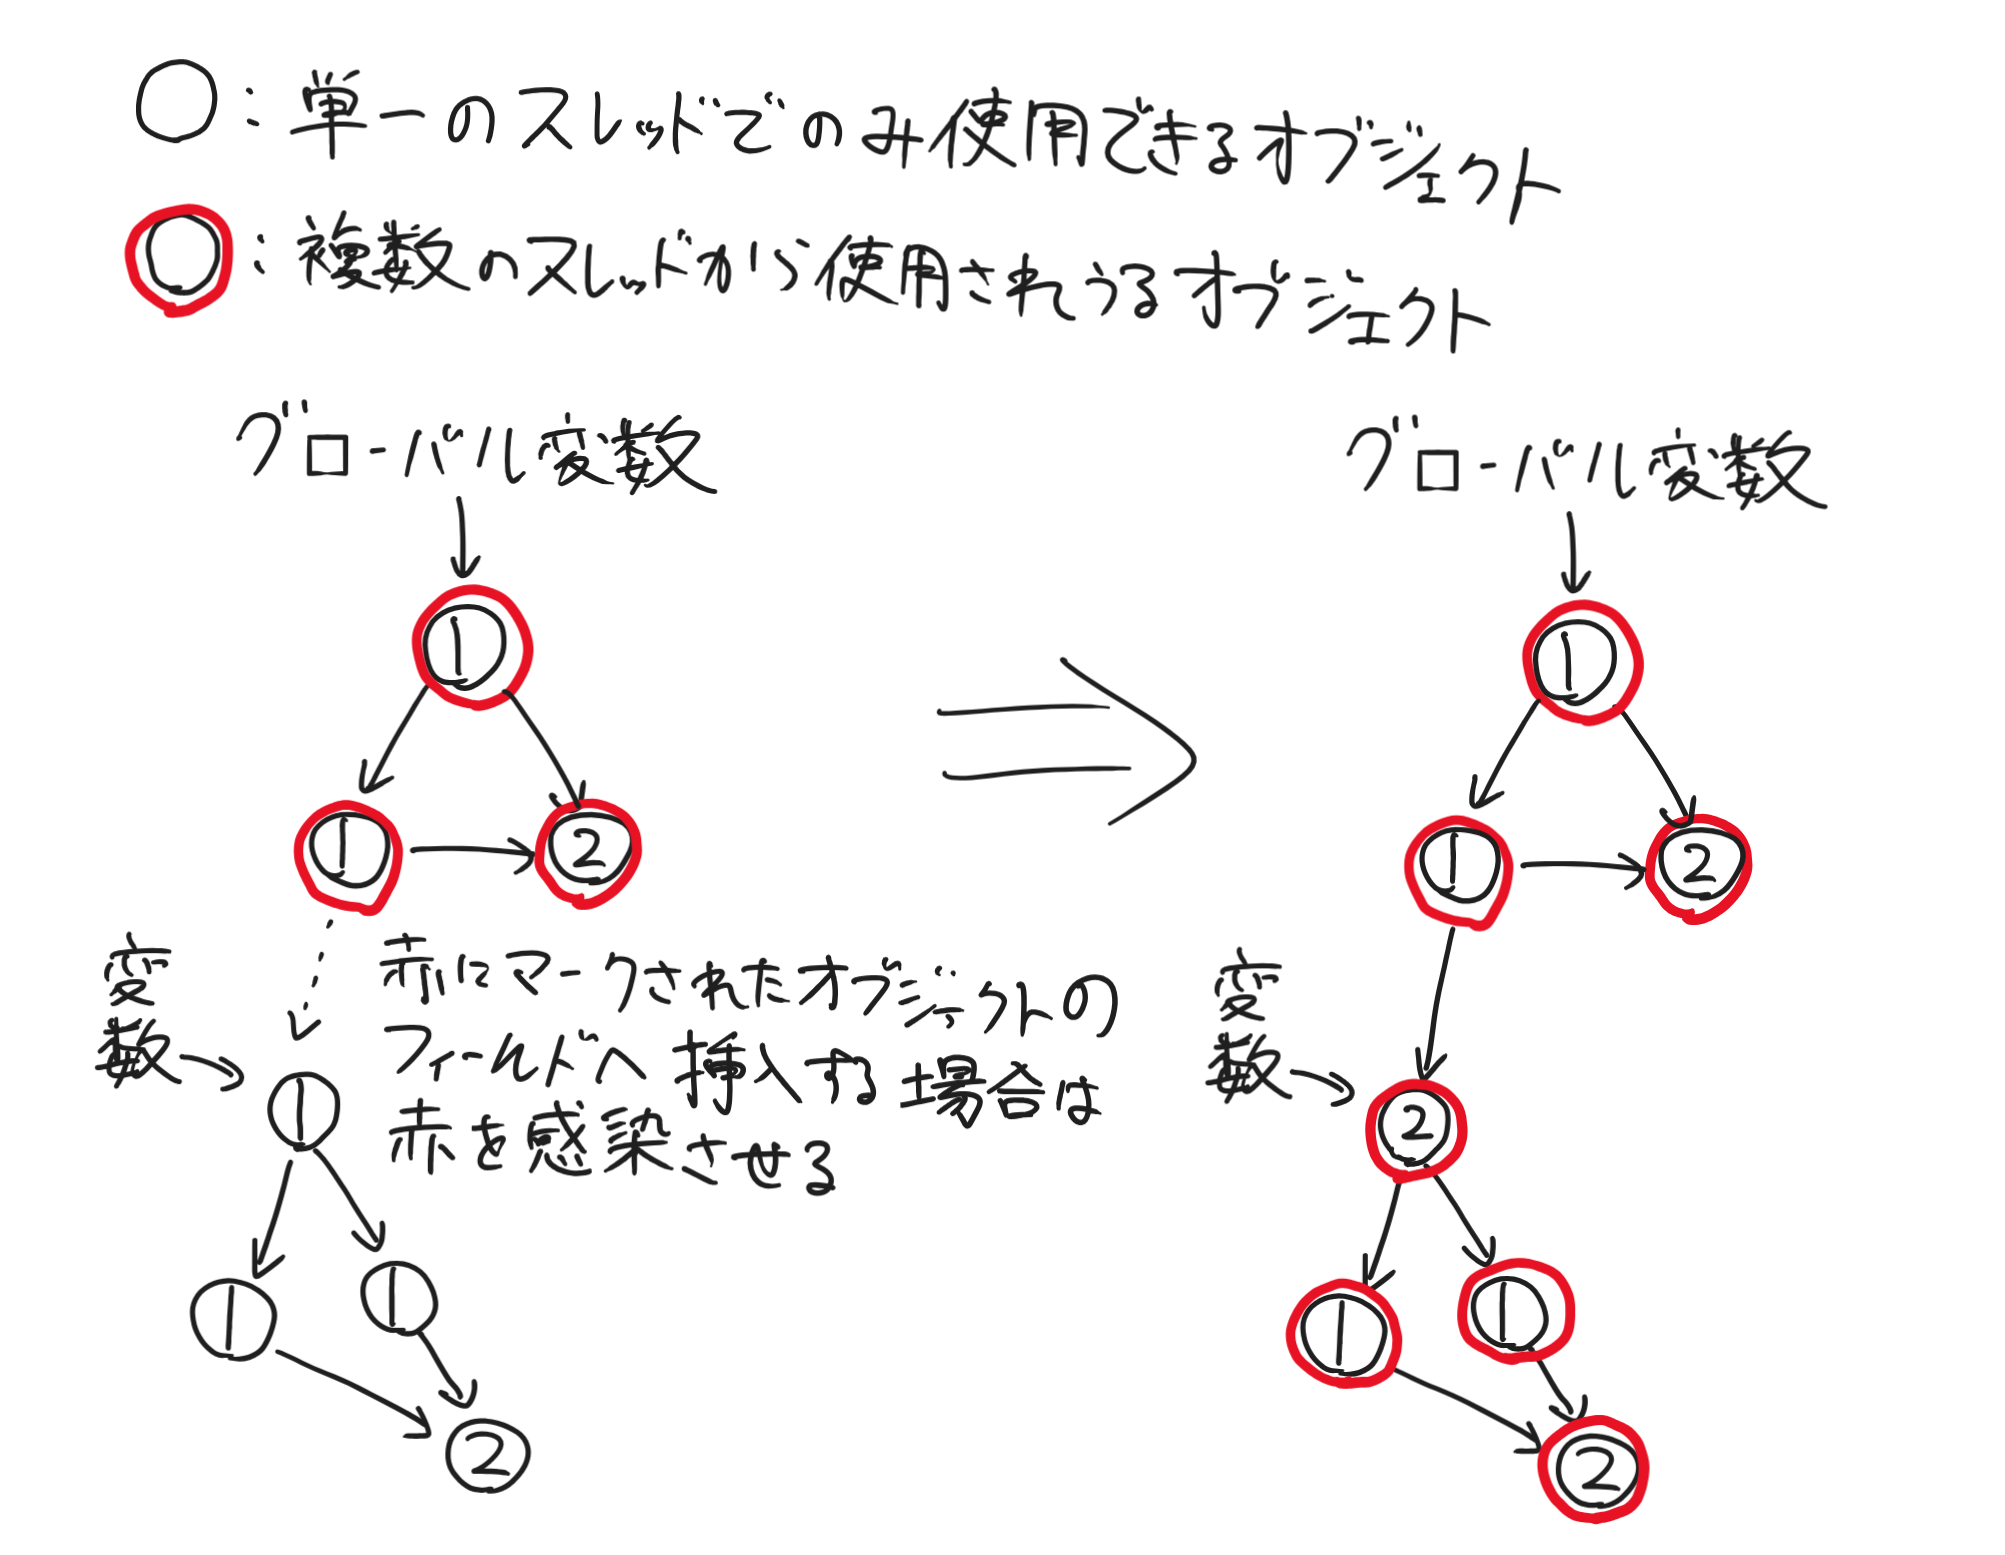 ：単一のスレッドでのみ使用できるオブジェクト
：複数のスレッドから使用されうるオブジェクト
グローバル変数
1
1
2
変数
赤にマークされたオブジェクトの
フィールドへ挿入する場合は
赤を感染させる
1
1
1
2
グローバル変数
1
1
2
変数
2
1
1
2